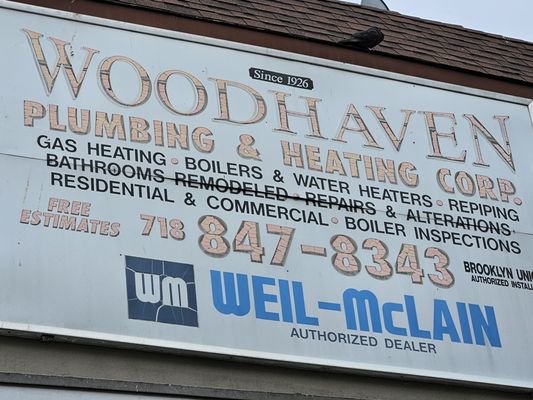 Since 1926
WOODHAVEN
PLUMBING & HEATING CORP.
GAS HEATING • BOILERS & WATER HEATERS • REPIPING
BATHROOMS REMODELED • REPAIRS & ALTERATIONS
RESIDENTIAL & COMMERCIAL • BOILER INSPECTIONS
FREE
ESTIMATES
718 847-8343
BROOKLYN
AUTHORIZED
WM
WEIL-McLAIN
AUTHORIZED DEALER